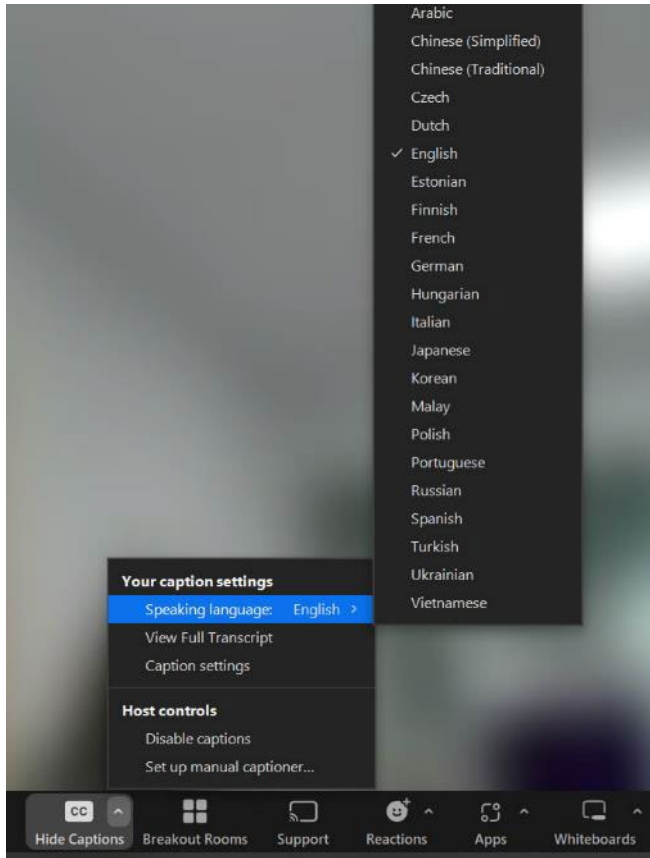 Arabic
Chinese (Simplified)
Chinese (Traditional)
Czech
Dutch
English
Estonian
Finnish
French
German
Hungarian
Italian
Japanese
Korean
Malay
Polish
Portuguese
Russian
Spanish
Turkish
Ukrainian
Vietnamese
Your caption settings
Speaking language: English >
View Full Transcript
Caption settings
Host controls
Disable captions
Set up manual captioner...
CC
Hide Captions Breakout Rooms Support Reactions Apps Whiteboards